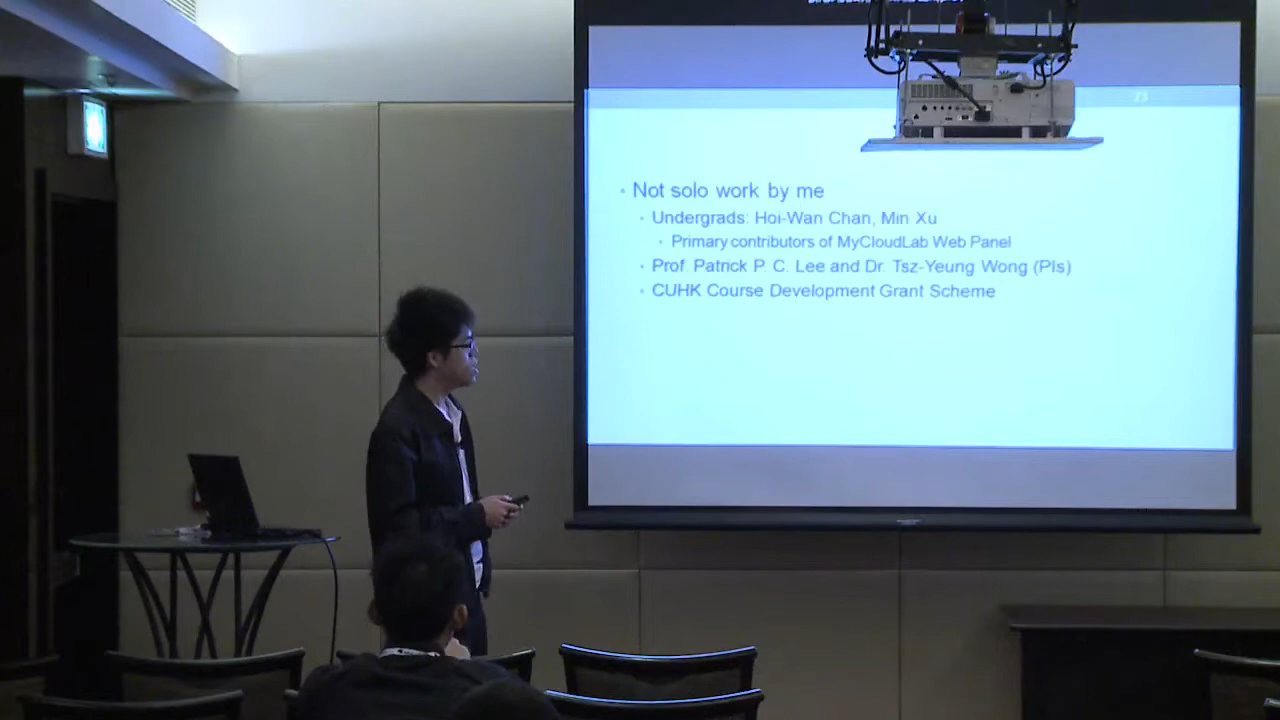 23
Not solo work by me
Undergrads: Hoi-Wan Chan, Min Xu
Primary contributors of MyCloudLab Web Panel
Prof. Patrick P. C. Lee and Dr. Tsz-Yeung Wong (PIs)
CUHK Course Development Grant Scheme